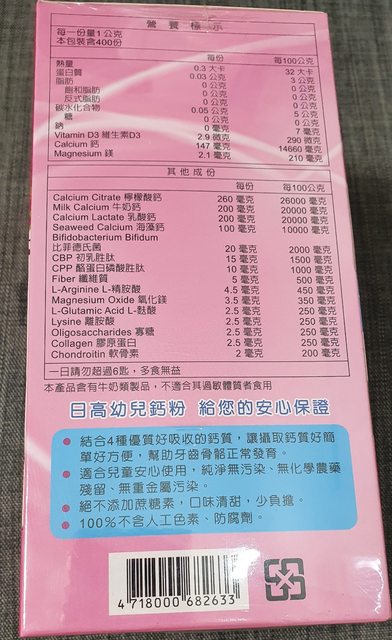 營養標示
每一份量1公克
本包裝含400份
每份 每100公克
熱量 0.3 大卡 32 大卡
蛋白質 0.03 公克 3 公克
脂肪 0 公克 0 公克
飽和脂肪 0 公克 0 公克
反式脂肪 0 公克 0 公克
碳水化合物 0.05 公克 5 公克
糖 0 公克 0 公克
鈉 0 毫克 7 毫克
Vitamin D3 維生素D3 2.9 微克 290 微克
Calcium 鈣 147 毫克 14660 毫克
Magnesium 鎂 2.1 毫克 210 毫克
其他成份
每份 每100公克
Calcium Citrate 檸檬酸鈣 260 毫克 26000 毫克
Milk Calcium 牛奶鈣 200 毫克 20000 毫克
Calcium Lactate 乳酸鈣 200 毫克 20000 毫克
Seaweed Calcium 海藻鈣 100 毫克 10000 毫克
Bifidobacterium Bifidum
比菲德氏菌 20 毫克 2000 毫克
CBP 初乳胜肽 15 毫克 1500 毫克
CPP 酪蛋白磷酸胜肽 10 毫克 1000 毫克
Fiber 纖維質 5 毫克 500 毫克
L-Arginine L-精胺酸 4.5 毫克 450 毫克
Magnesium Oxide 氧化鎂 3.5 毫克 350 毫克
L-Glutamic Acid L-麩酸 2.5 毫克 250 毫克
Lysine 離胺酸 2.5 毫克 250 毫克
Oligosaccharides 寡糖 2.5 毫克 250 毫克
Collagen 膠原蛋白 2.5 毫克 250 毫克
Chondroitin 軟骨素 2 毫克 200 毫克
一日請勿超過6匙，多食無益
本產品含有牛奶類製品，不適合其過敏體質者食用
日高幼兒鈣粉 給您的安心保證
● 結合4種優質好吸收的鈣質，讓攝取鈣質好簡
單好方便，幫助牙齒骨骼正常發育。
● 適合兒童安心使用，純淨無污染、無化學農藥
殘留、無重金屬污染。
● 絕不添加蔗糖素，口味清甜，少負擔。
● 100%不含人工色素、防腐劑。
4 718000 682633